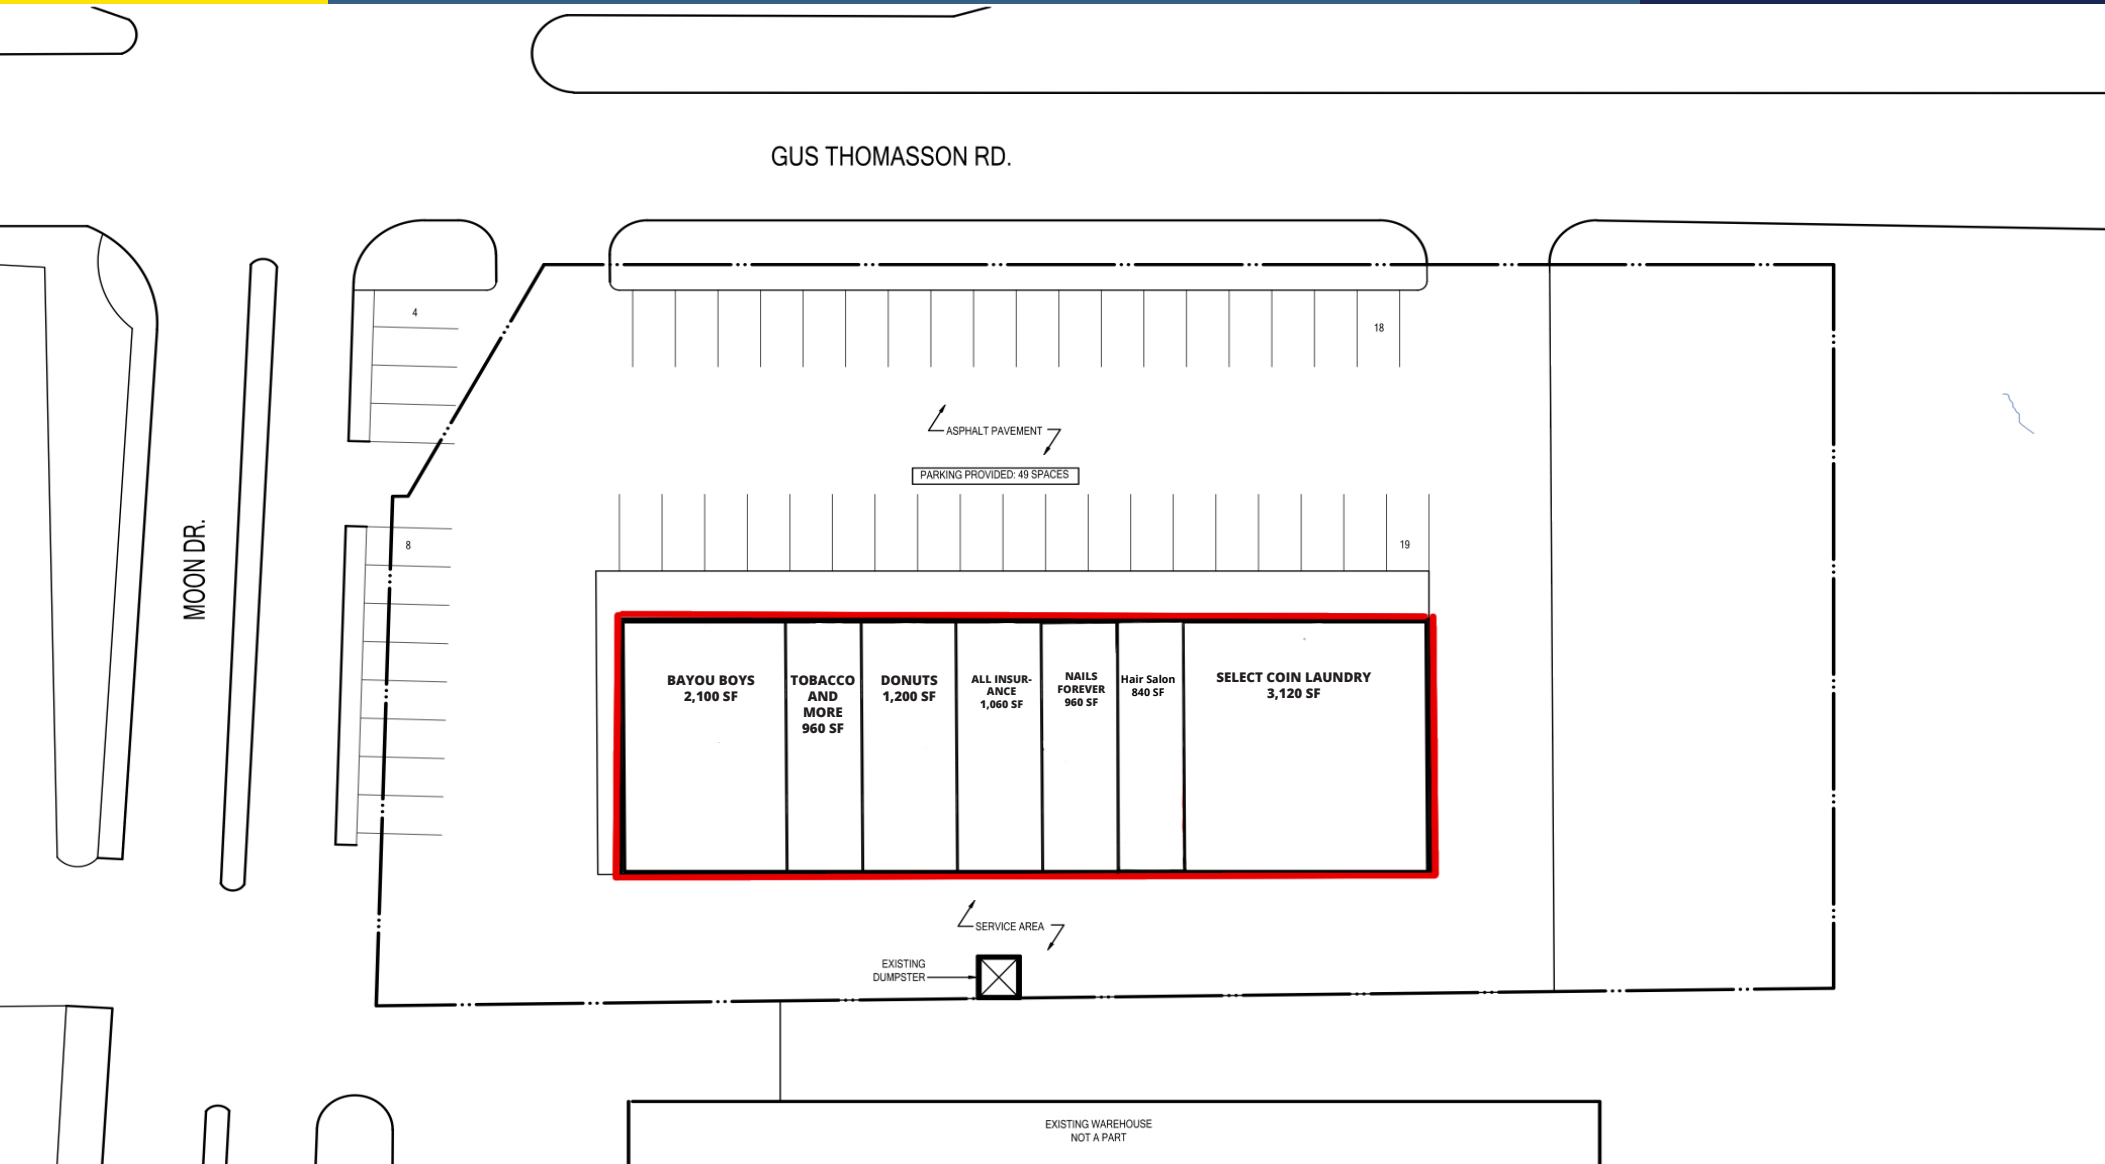 GUS THOMASSON RD.
4
18
ASPHALT PAVEMENT
PARKING PROVIDED: 49 SPACES
MOON DR.
8
19
BAYOU BOYS
2,100 SF
TOBACCO
AND
MORE
960 SF
DONUTS
1,200 SF
ALL INSUR-
ANCE
1,060 SF
NAILS
FOREVER
960 SF
Hair Salon
840 SF
SELECT COIN LAUNDRY
3,120 SF
SERVICE AREA
EXISTING
DUMPSTER
EXISTING WAREHOUSE
NOT A PART